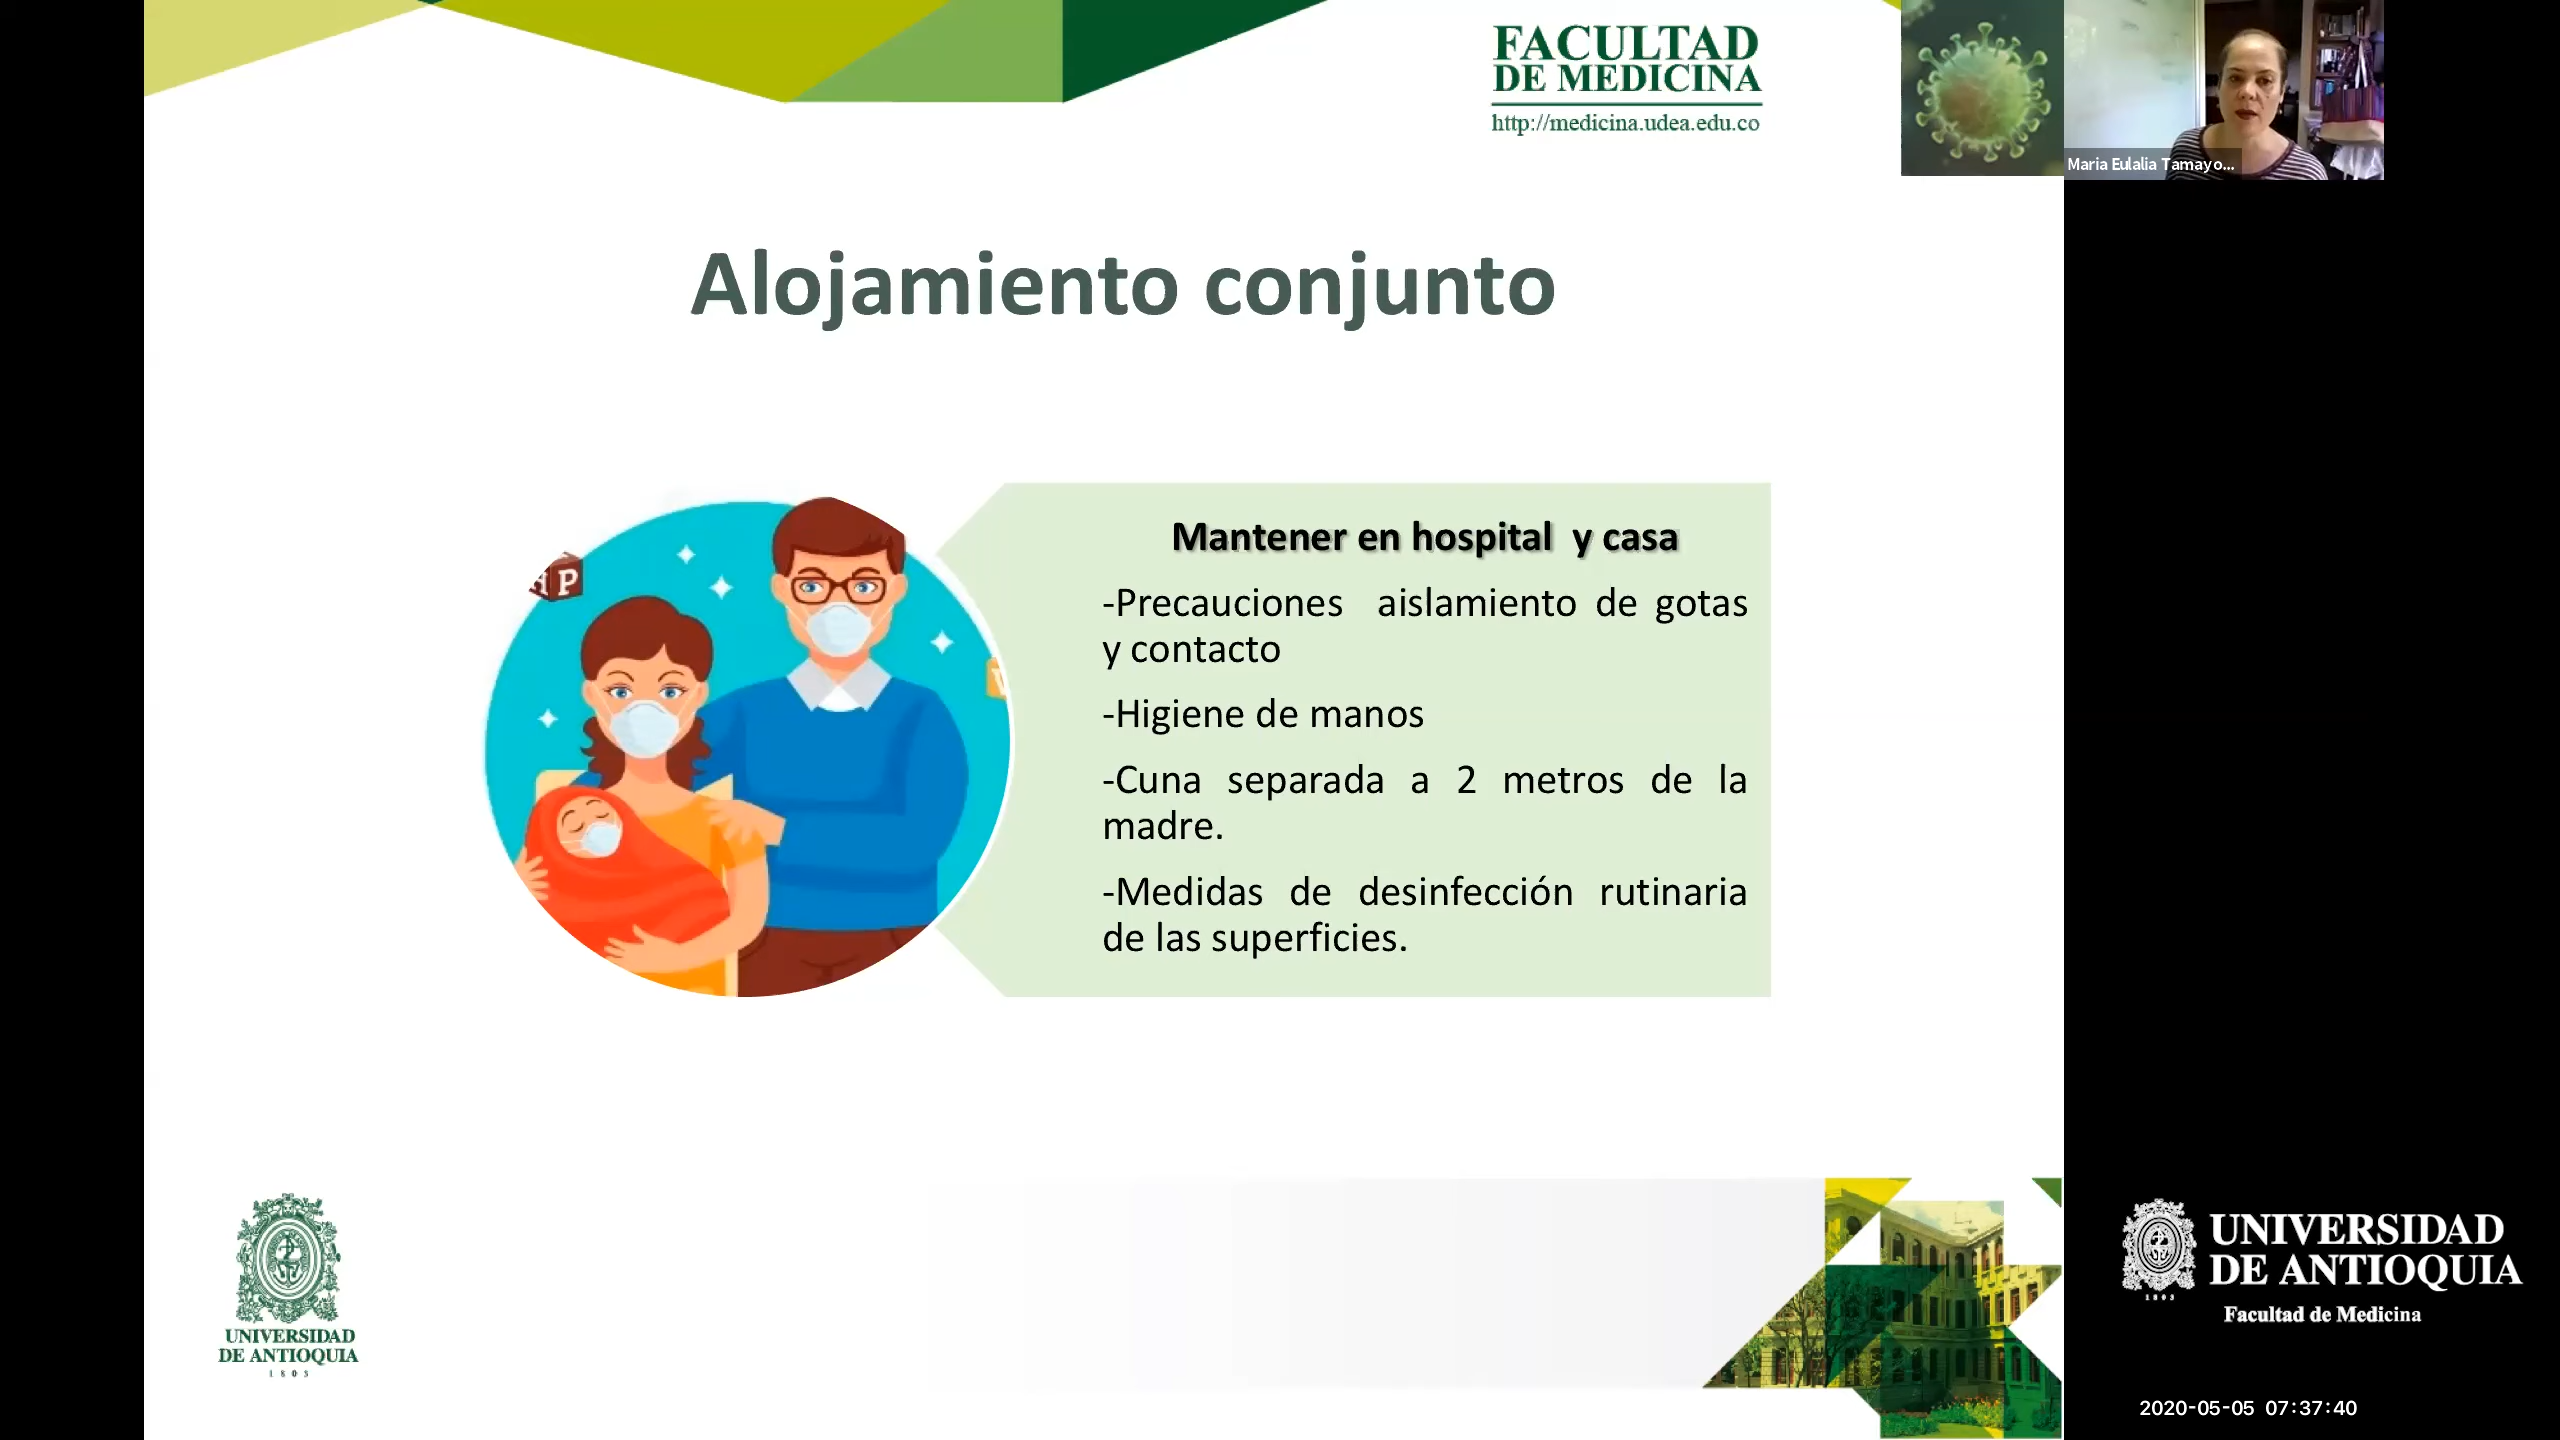 FACULTAD
DE MEDICINA
http://medicina.udea.edu.co
Maria Eulalia Tamayo...
Alojamiento conjunto
P
Mantener en hospital y casa
-Precauciones aislamiento de gotas
y contacto
-Higiene de manos
-Cuna separada a 2 metros de la
madre.
-Medidas de desinfección rutinaria
de las superficies.
UNIVERSIDAD
DE ANTIOQUIA
1803
UNIVERSIDAD
DE ANTIOQUIA
1803
Facultad de Medicina
2020-05-05 07:37:40